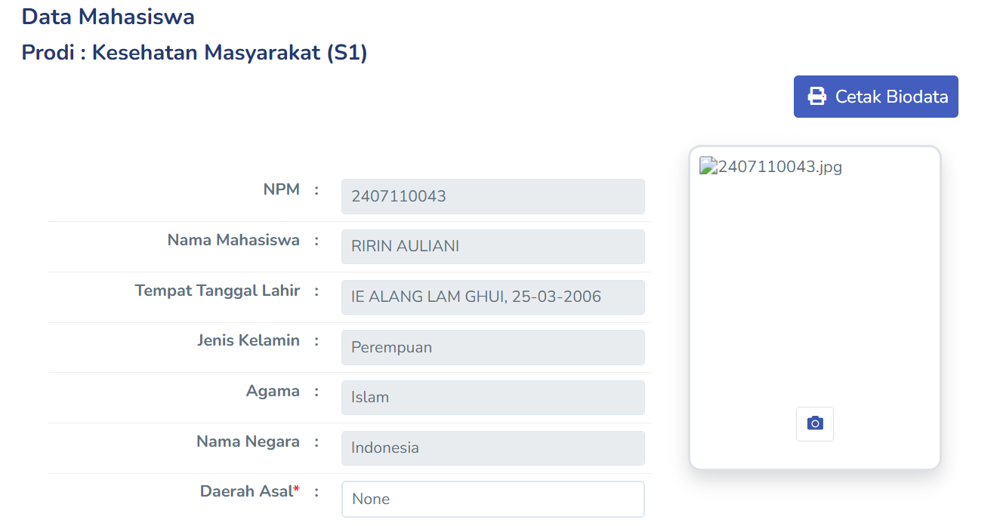 Data Mahasiswa
Prodi : Kesehatan Masyarakat (S1)
Cetak Biodata
2407110043.jpg
NPM : 2407110043
Nama Mahasiswa : RIRIN AULIANI
Tempat Tanggal Lahir : IE ALANG LAM GHUI, 25-03-2006
Jenis Kelamin : Perempuan
Agama : Islam
Nama Negara : Indonesia
Daerah Asal* : None